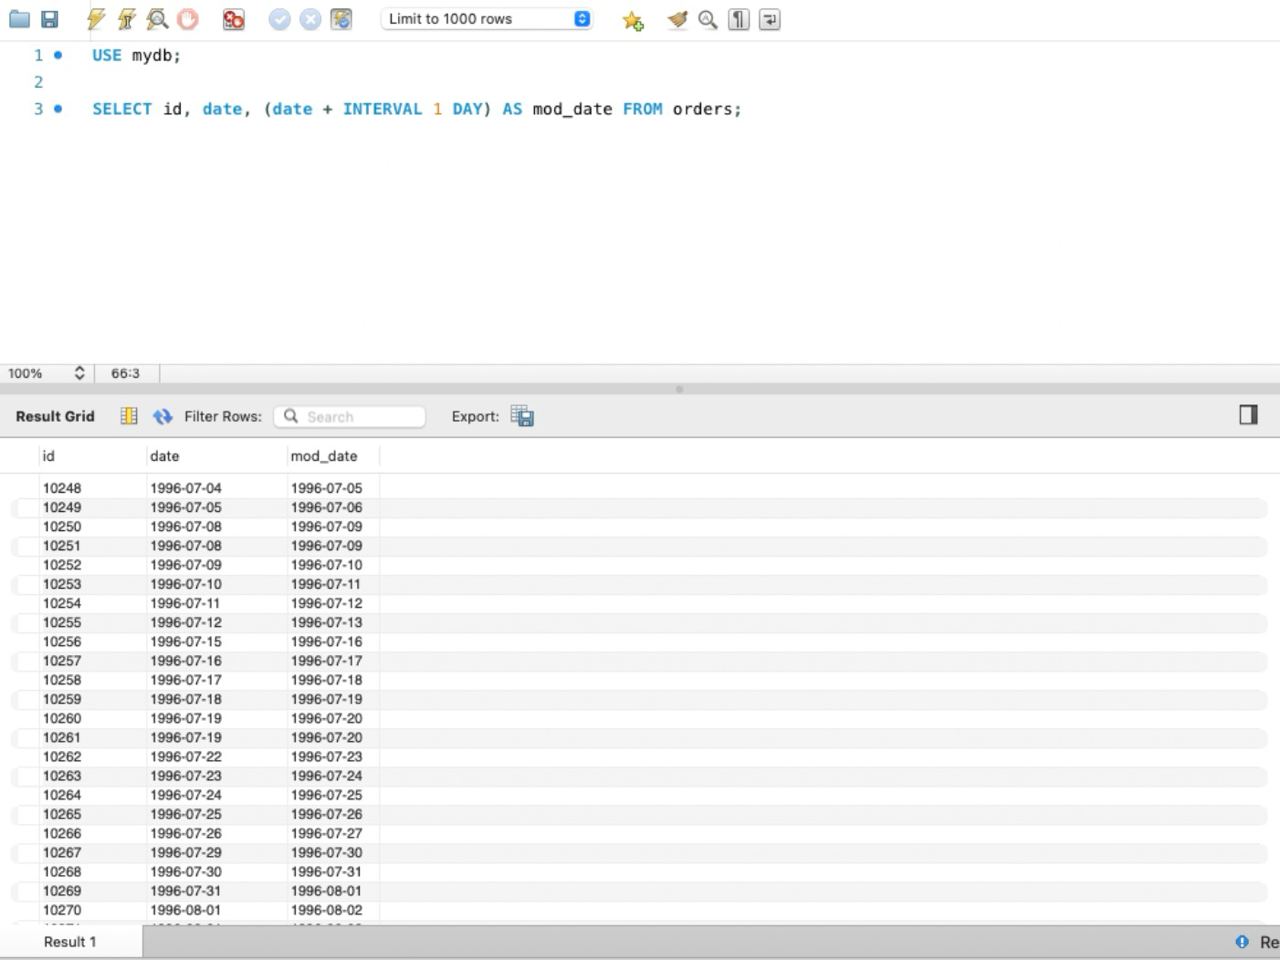 Limit to 1000 rows
1 USE mydb;
2
3 SELECT id, date, (date + INTERVAL 1 DAY) AS mod_date FROM orders;
100% 66:3
Result Grid Filter Rows: Search Export:
id date mod_date
10248 1996-07-04 1996-07-05
10249 1996-07-05 1996-07-06
10250 1996-07-08 1996-07-09
10251 1996-07-08 1996-07-09
10252 1996-07-09 1996-07-10
10253 1996-07-10 1996-07-11
10254 1996-07-11 1996-07-12
10255 1996-07-12 1996-07-13
10256 1996-07-15 1996-07-16
10257 1996-07-16 1996-07-17
10258 1996-07-17 1996-07-18
10259 1996-07-18 1996-07-19
10260 1996-07-19 1996-07-20
10261 1996-07-19 1996-07-20
10262 1996-07-22 1996-07-23
10263 1996-07-23 1996-07-24
10264 1996-07-24 1996-07-25
10265 1996-07-25 1996-07-26
10266 1996-07-26 1996-07-27
10267 1996-07-29 1996-07-30
10268 1996-07-30 1996-07-31
10269 1996-07-31 1996-08-01
10270 1996-08-01 1996-08-02
Result 1 Re